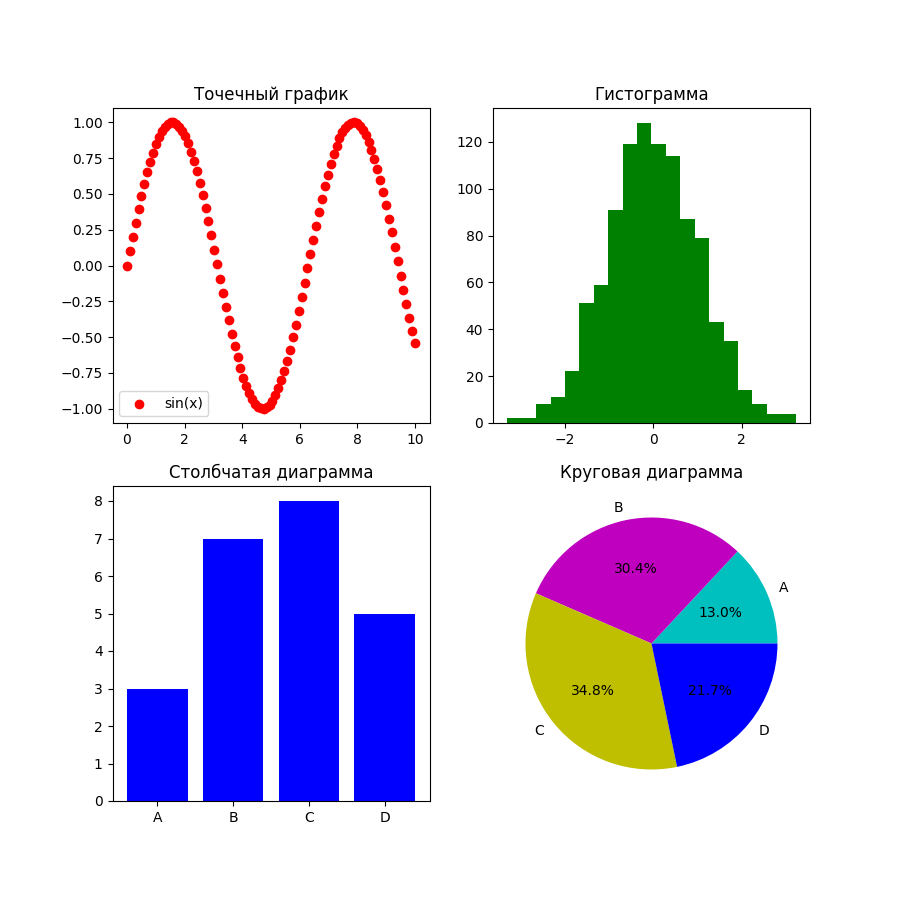 Точечный график
1.00
0.75
0.50
0.25
0.00
−0.25
−0.50
−0.75
−1.00
sin(x)
0 2 4 6 8 10
Гистограмма
120
100
80
60
40
20
0
−2 0 2
Столбчатая диаграмма
8
7
6
5
4
3
2
1
0
A B C D
Круговая диаграмма
B
A
30.4%
13.0%
34.8%
21.7%
C
D